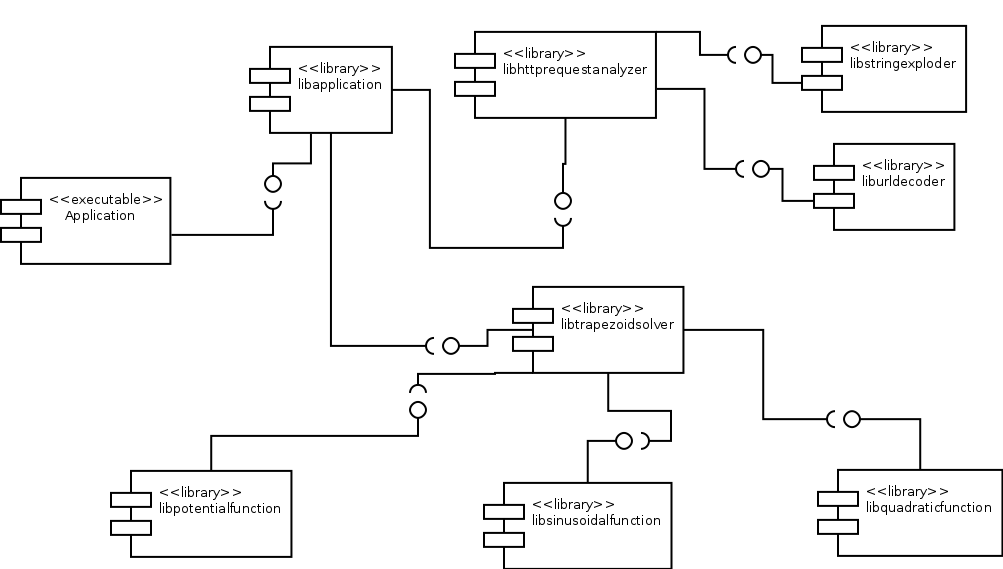 <<library>>
libapplication
<<library>>
libhttprequestanalyzer
<<library>>
libstringexploder
<<library>>
liburldecoder
<<executable>>
Application
<<library>>
libtrapezoidsolver
<<library>>
libpotentialfunction
<<library>>
libsinusoidalfunction
<<library>>
libquadraticfunction